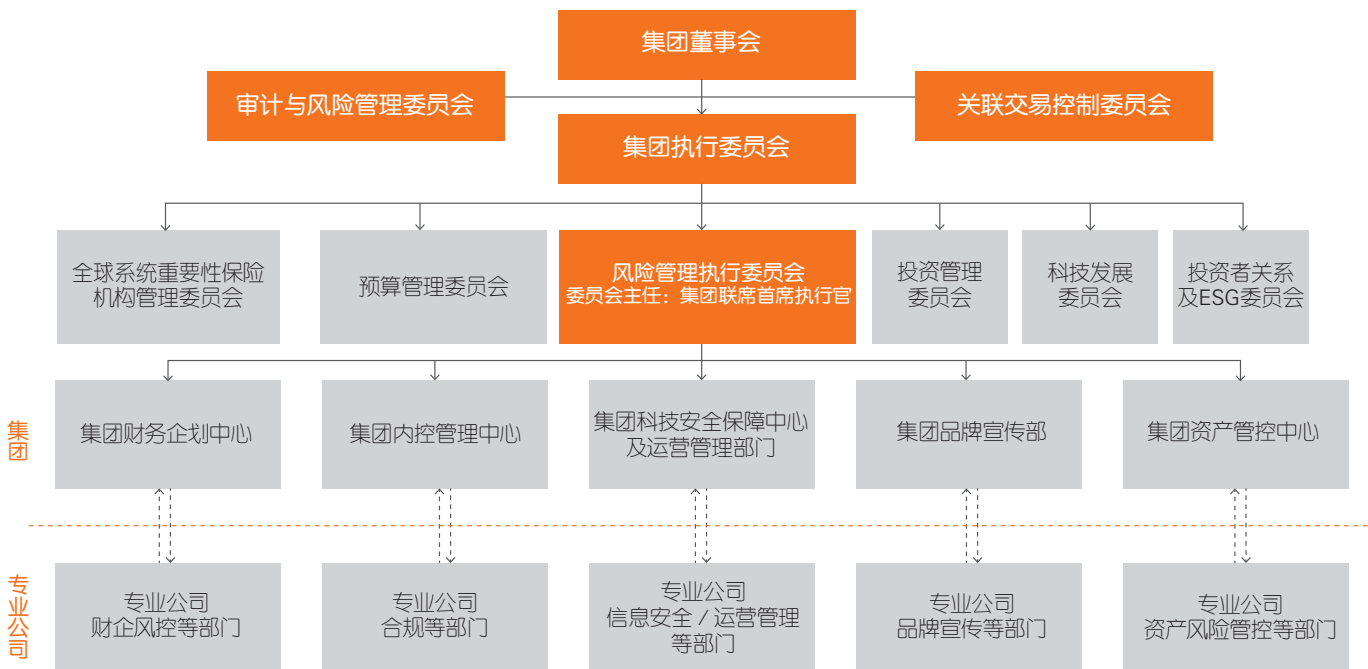 集团董事会
审计与风险管理委员会
关联交易控制委员会
集团执行委员会
全球系统重要性保险
机构管理委员会
预算管理委员会
风险管理执行委员会
委员会主任：集团联席首席执行官
投资管理
委员会
科技发展
委员会
投资者关系
及ESG委员会
集团
集团财务企划中心
集团内控管理中心
集团科技安全保障中心
及运营管理部门
集团品牌宣传部
集团资产管控中心
专业公司
专业公司
财企风控等部门
专业公司
合规等部门
专业公司
信息安全 / 运营管理
等部门
专业公司
品牌宣传等部门
专业公司
资产风险管控等部门